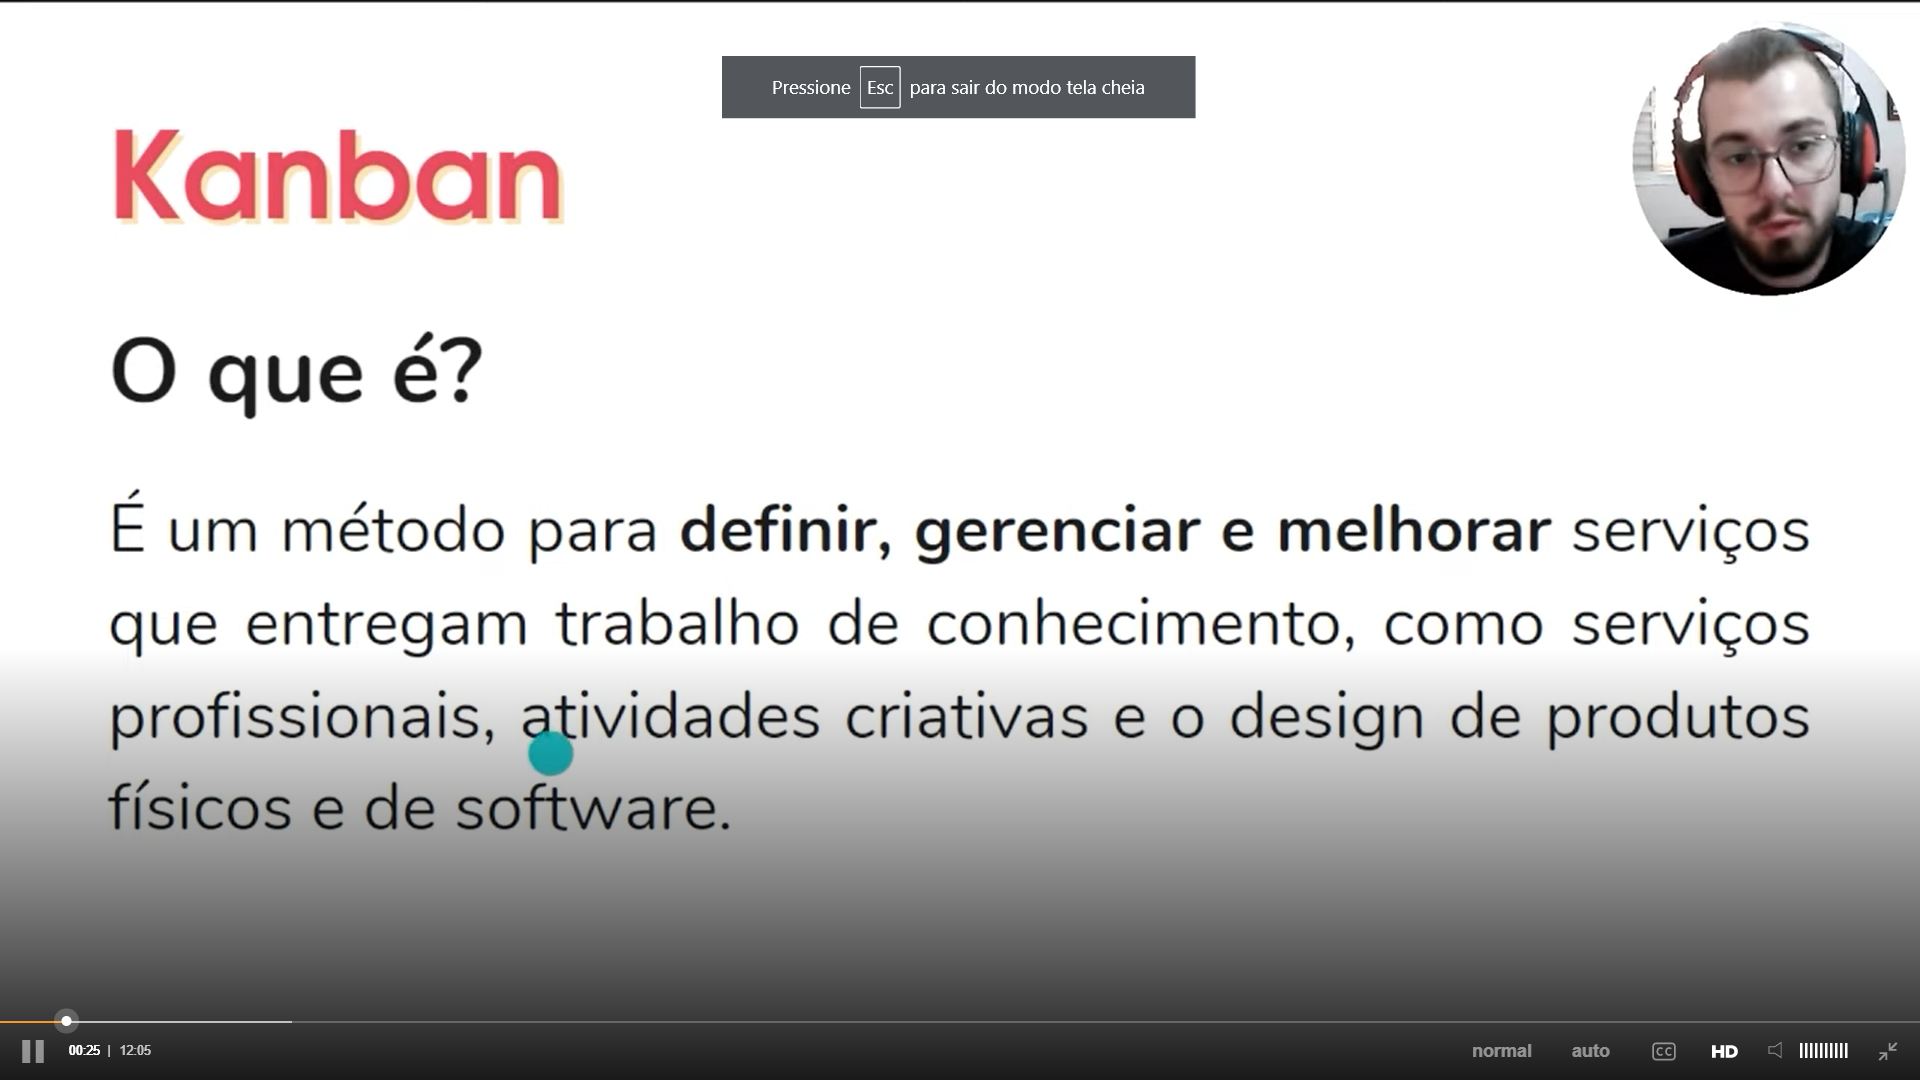 Pressione Esc para sair do modo tela cheia
Kanban
O que é?
É um método para definir, gerenciar e melhorar serviços
que entregam trabalho de conhecimento, como serviços
profissionais, atividades criativas e o design de produtos
físicos e de software.
00:25 | 12:05
normal auto CC HD